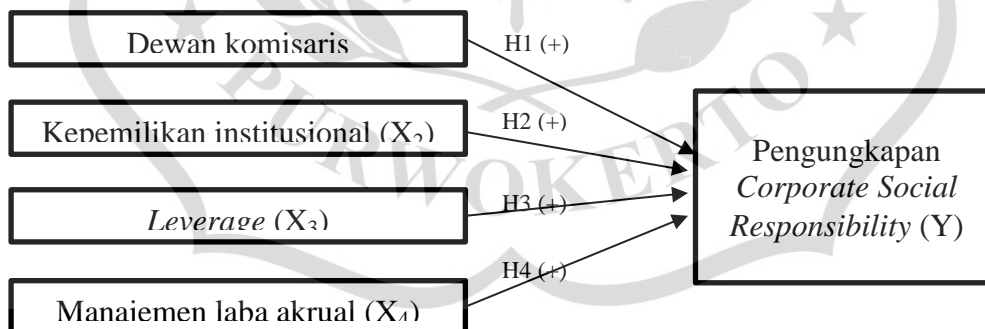 Dewan komisaris
H1 (+)
Kepemilikan institusional (X₂)
H2 (+)
Pengungkapan
Corporate Social
Responsibility (Y)
Leverage (X₃)
H3 (+)
H4 (+)
Manajemen laba akrual (X₄)
PURWOKERTO